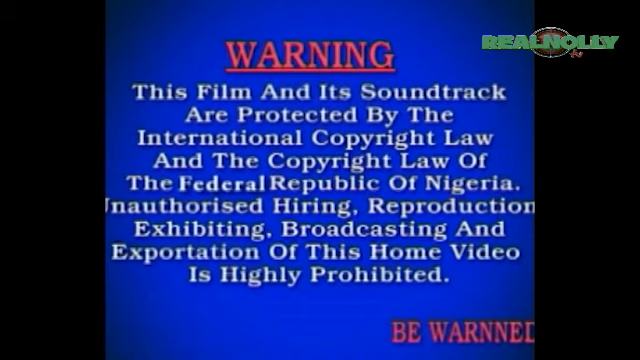 REALNOLLY
tv
WARNING
This Film And Its Soundtrack
Are Protected By The
International Copyright Law
And The Copyright Law Of
The Federal Republic Of Nigeria.
Unauthorised Hiring, Reproduction
Exhibiting, Broadcasting And
Exportation Of This Home Video
Is Highly Prohibited.
BE WARNNED